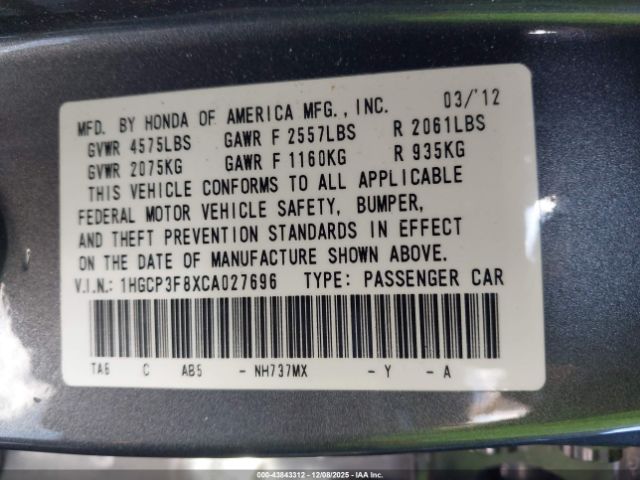 MFD. BY HONDA OF AMERICA MFG., INC. 03/'12
GVWR 4575LBS GAWR F 2557LBS R 2061LBS
GVWR 2075KG GAWR F 1160KG R 935KG
THIS VEHICLE CONFORMS TO ALL APPLICABLE
FEDERAL MOTOR VEHICLE SAFETY, BUMPER,
AND THEFT PREVENTION STANDARDS IN EFFECT
ON THE DATE OF MANUFACTURE SHOWN ABOVE.
V.I.N.: 1HGCP3F8XCA027696 TYPE: PASSENGER CAR
TA6 C AB5 - NH737MX - Y - A
000-43843312 - 12/08/2025 - IAA Inc.